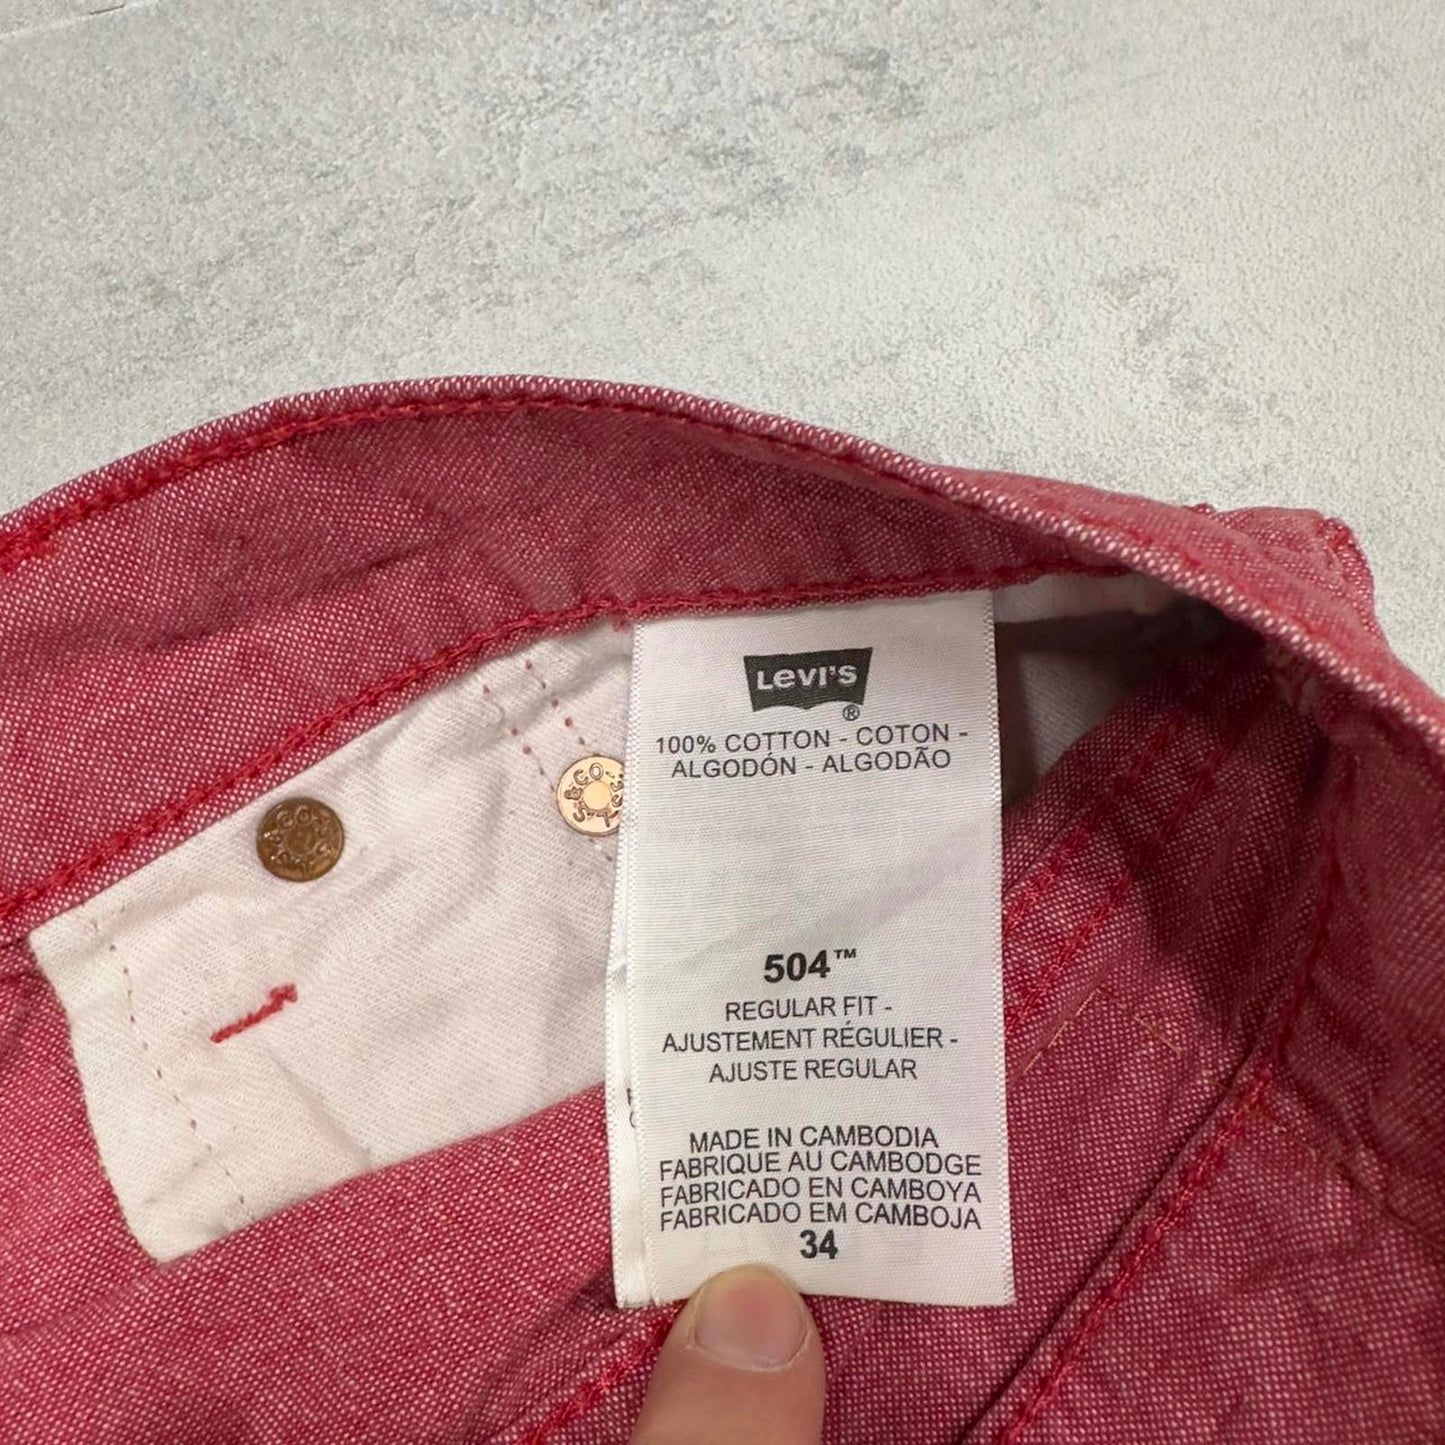 LEVI'S
®
100% COTTON - COTON -
ALGODÓN - ALGODÃO
504™
REGULAR FIT -
AJUSTEMENT RÉGULIER -
AJUSTE REGULAR
MADE IN CAMBODIA
FABRIQUE AU CAMBODGE
FABRICADO EN CAMBOYA
FABRICADO EM CAMBOJA
34